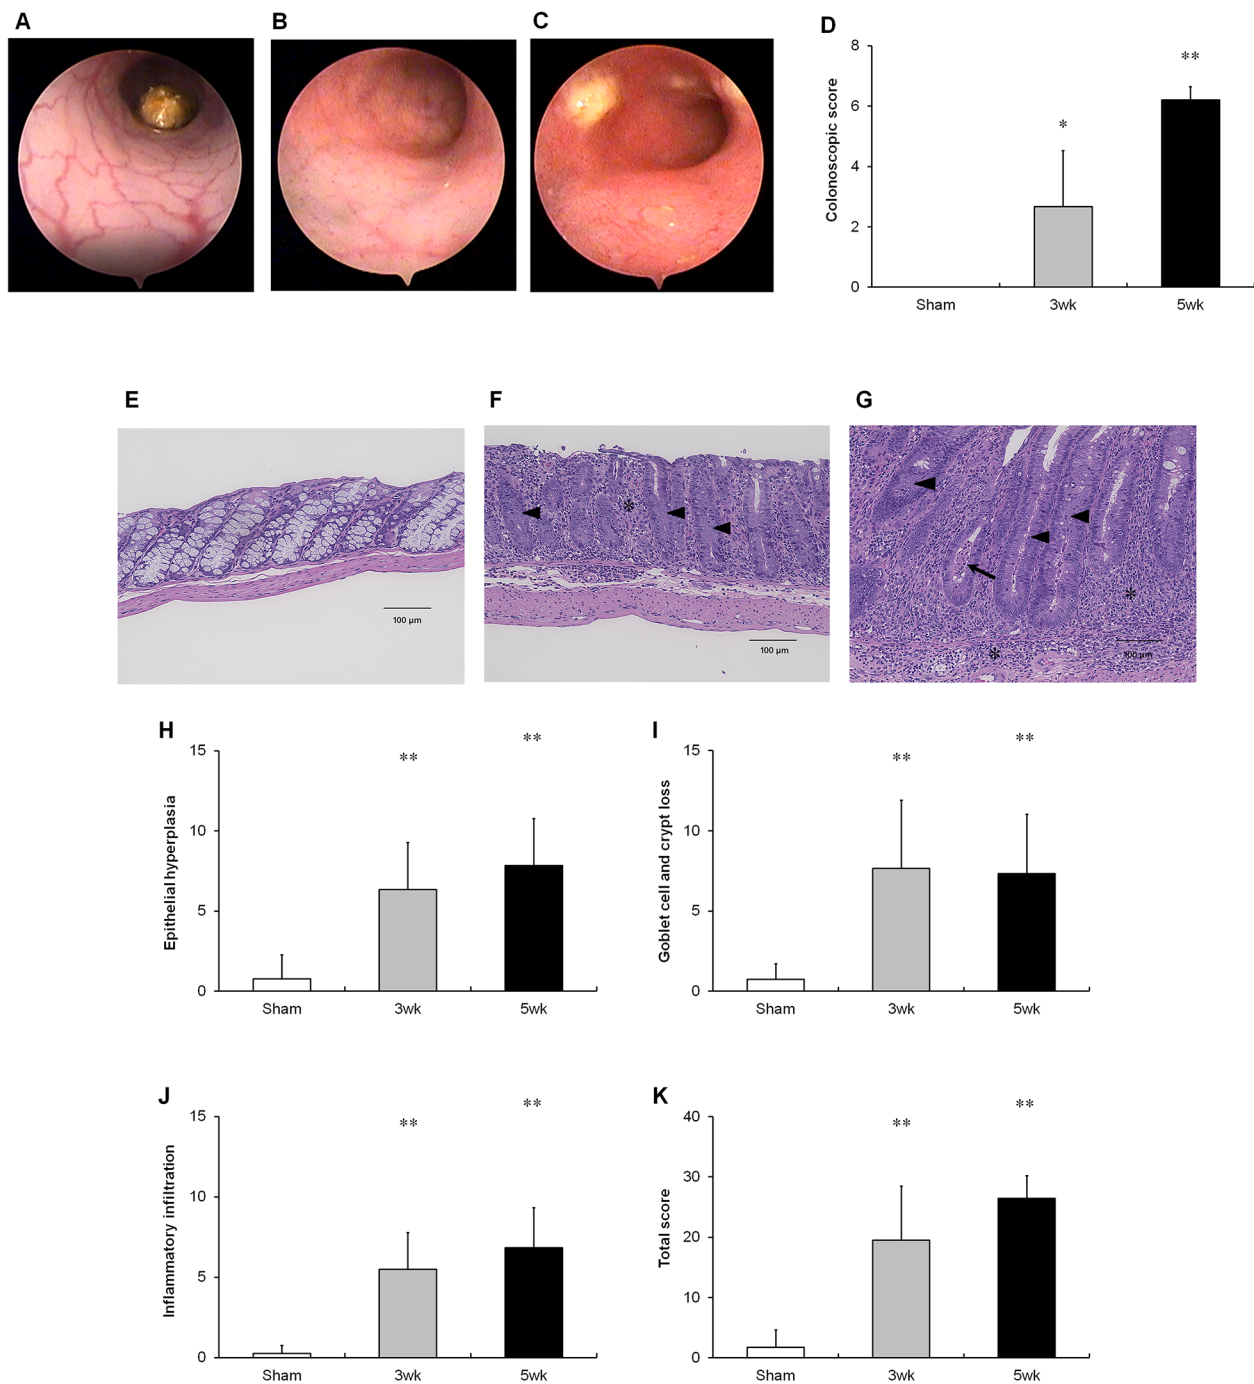 A
B
C
D
Colonoscopic score
8
6
4
2
0
*
**
Sham 3wk 5wk
E
F
G
100 µm
*
100 µm
*
*
100 µm
H
Epithelial hyperplasia
15
10
5
0
**
**
Sham 3wk 5wk
I
Goblet cell and crypt loss
15
10
5
0
**
**
Sham 3wk 5wk
J
Inflammatory infiltration
15
10
5
0
**
**
Sham 3wk 5wk
K
Total score
40
30
20
10
0
**
**
Sham 3wk 5wk